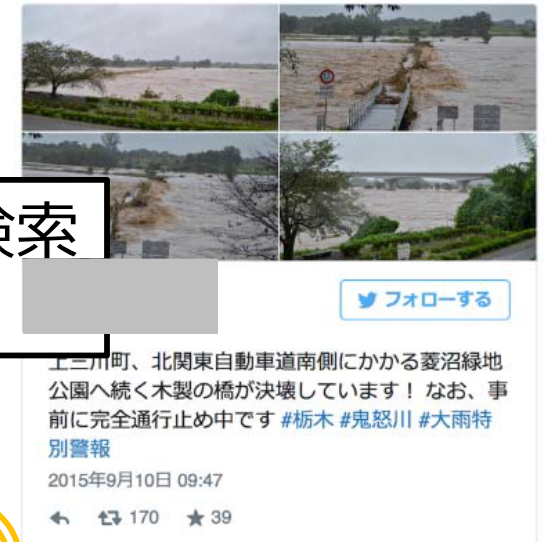 検索
フォローする
上三川町、北関東自動車道南側にかかる菱沼緑地
公園へ続く木製の橋が決壊しています！ なお、事
前に完全通行止め中です #栃木 #鬼怒川 #大雨特
別警報
2015年9月10日 09:47
170 39